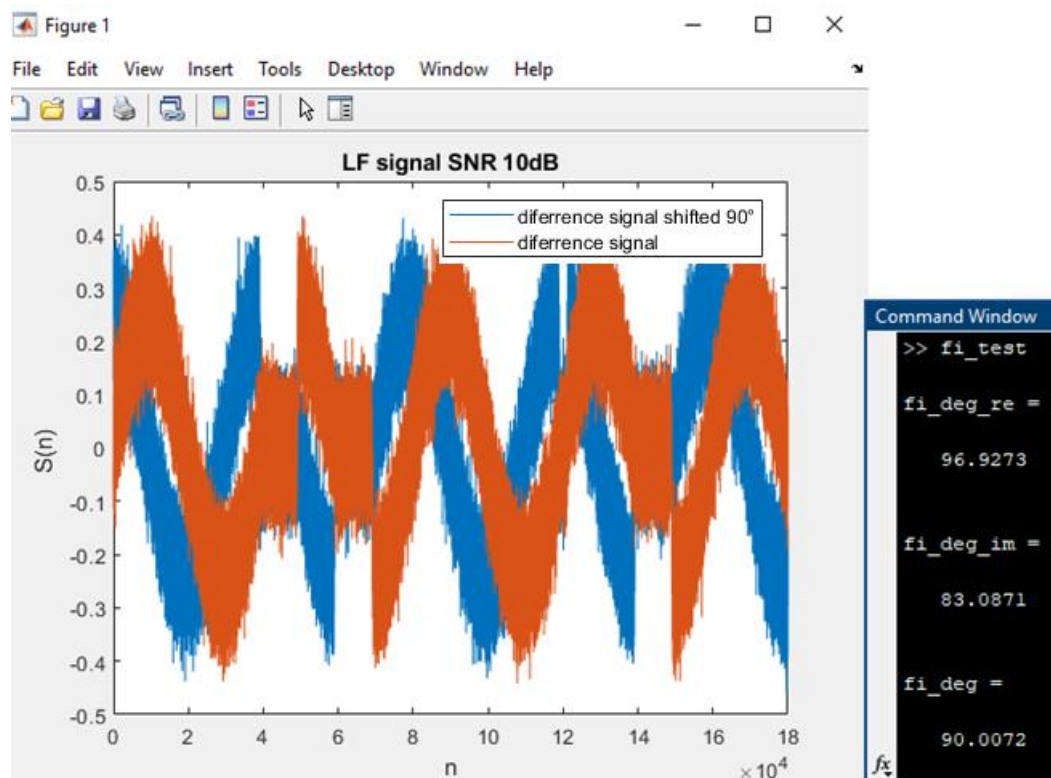 Figure 1
File Edit View Insert Tools Desktop Window Help
LF signal SNR 10dB
diferrence signal shifted 90°
diferrence signal
0.5
0.4
0.3
0.2
0.1
0
-0.1
-0.2
-0.3
-0.4
-0.5
S(n)
0 2 4 6 8 10 12 14 16 18
× 10^4
n
Command Window
>> fi_test
fi_deg_re =
96.9273
fi_deg_im =
83.0871
fi_deg =
90.0072
fx